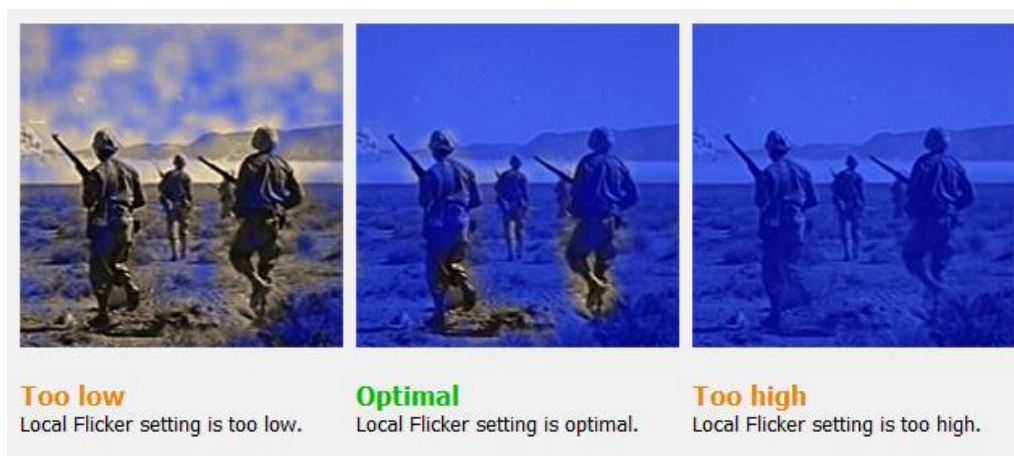 Too low
Local Flicker setting is too low.
Optimal
Local Flicker setting is optimal.
Too high
Local Flicker setting is too high.